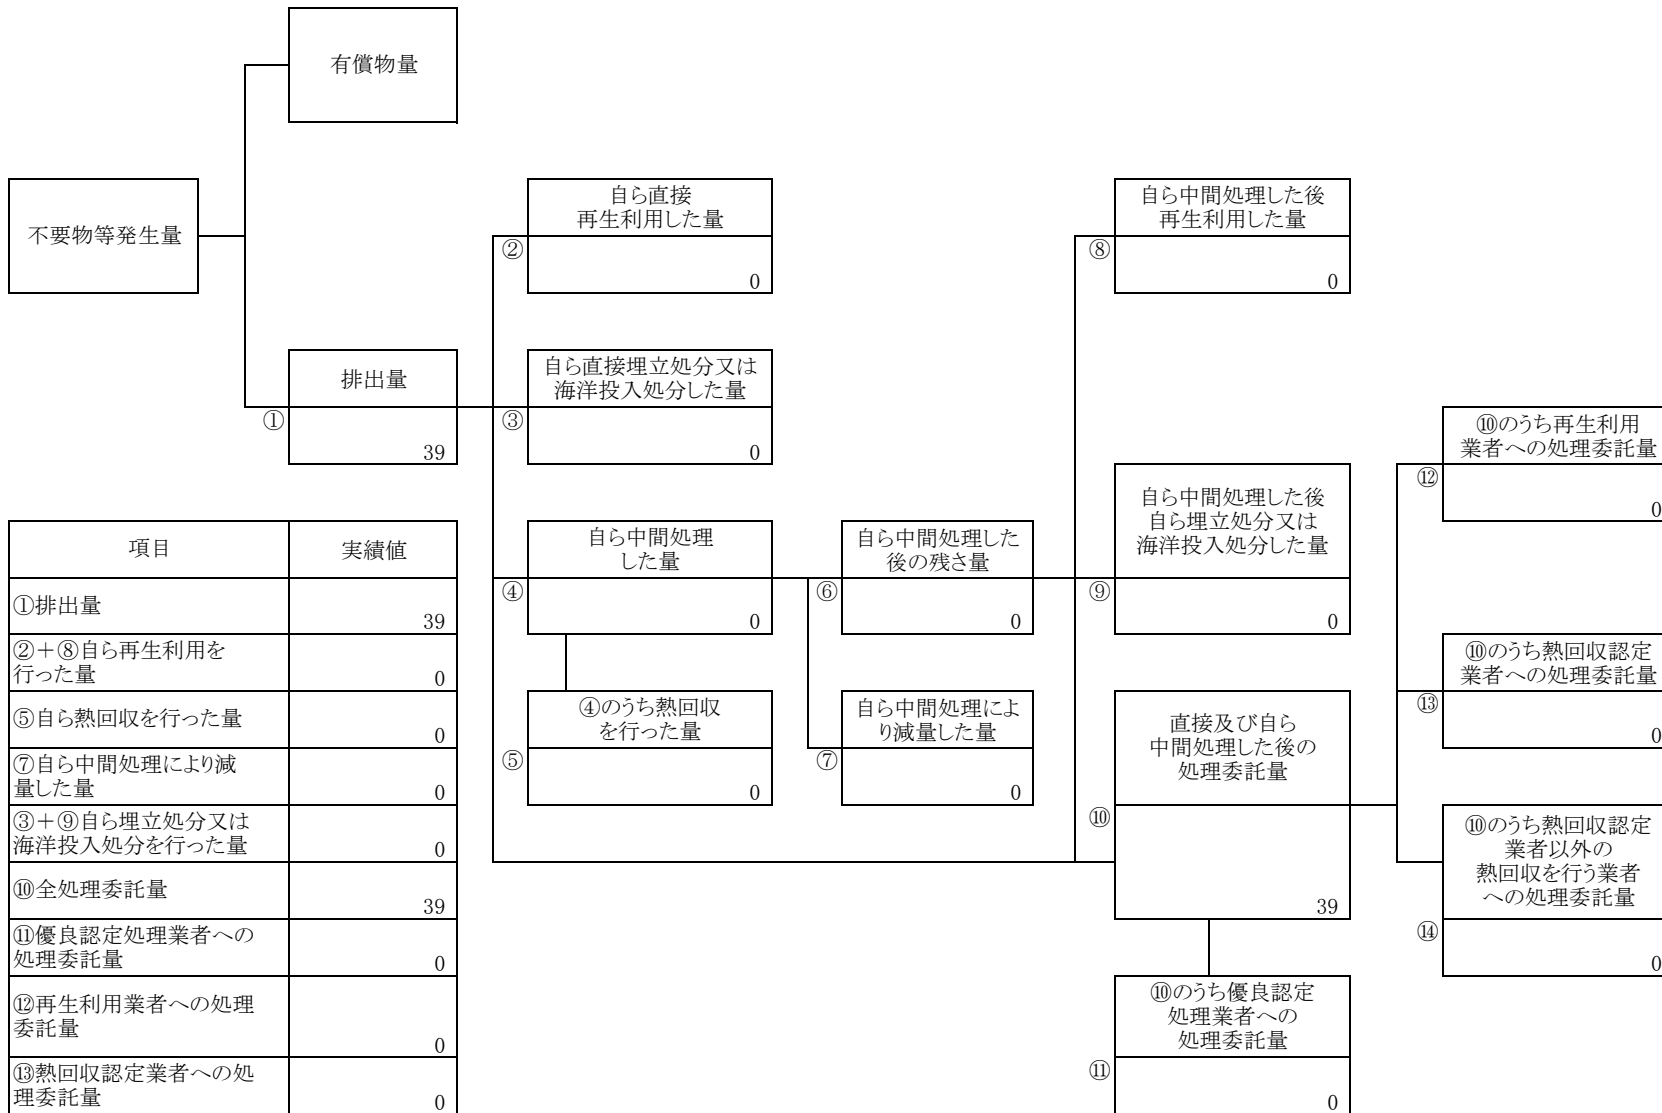 有償物量
不要物等発生量
自ら直接
再生利用した量
②
0
自ら中間処理した後
再生利用した量
⑧
0
排出量
①
39
自ら直接埋立処分又は
海洋投入処分した量
③
0
⑩のうち再生利用
業者への処理委託量
⑫
0
自ら中間処理
した量
④
0
自ら中間処理した
後の残さ量
⑥
0
自ら中間処理した後
自ら埋立処分又は
海洋投入処分した量
⑨
0
⑩のうち熱回収認定
業者への処理委託量
⑬
0
④のうち熱回収
を行った量
⑤
0
自ら中間処理によ
り減量した量
⑦
0
直接及び自ら
中間処理した後の
処理委託量
⑩
39
⑩のうち熱回収認定
業者以外の
熱回収を行う業者
への処理委託量
⑭
0
⑩のうち優良認定
処理業者への
処理委託量
⑪
0
項目 実績値
①排出量 39
②＋⑧自ら再生利用を
行った量 0
⑤自ら熱回収を行った量 0
⑦自ら中間処理により減
量した量 0
③＋⑨自ら埋立処分又は
海洋投入処分を行った量 0
⑩全処理委託量 39
⑪優良認定処理業者への
処理委託量 0
⑫再生利用業者への処理
委託量 0
⑬熱回収認定業者への処
理委託量 0